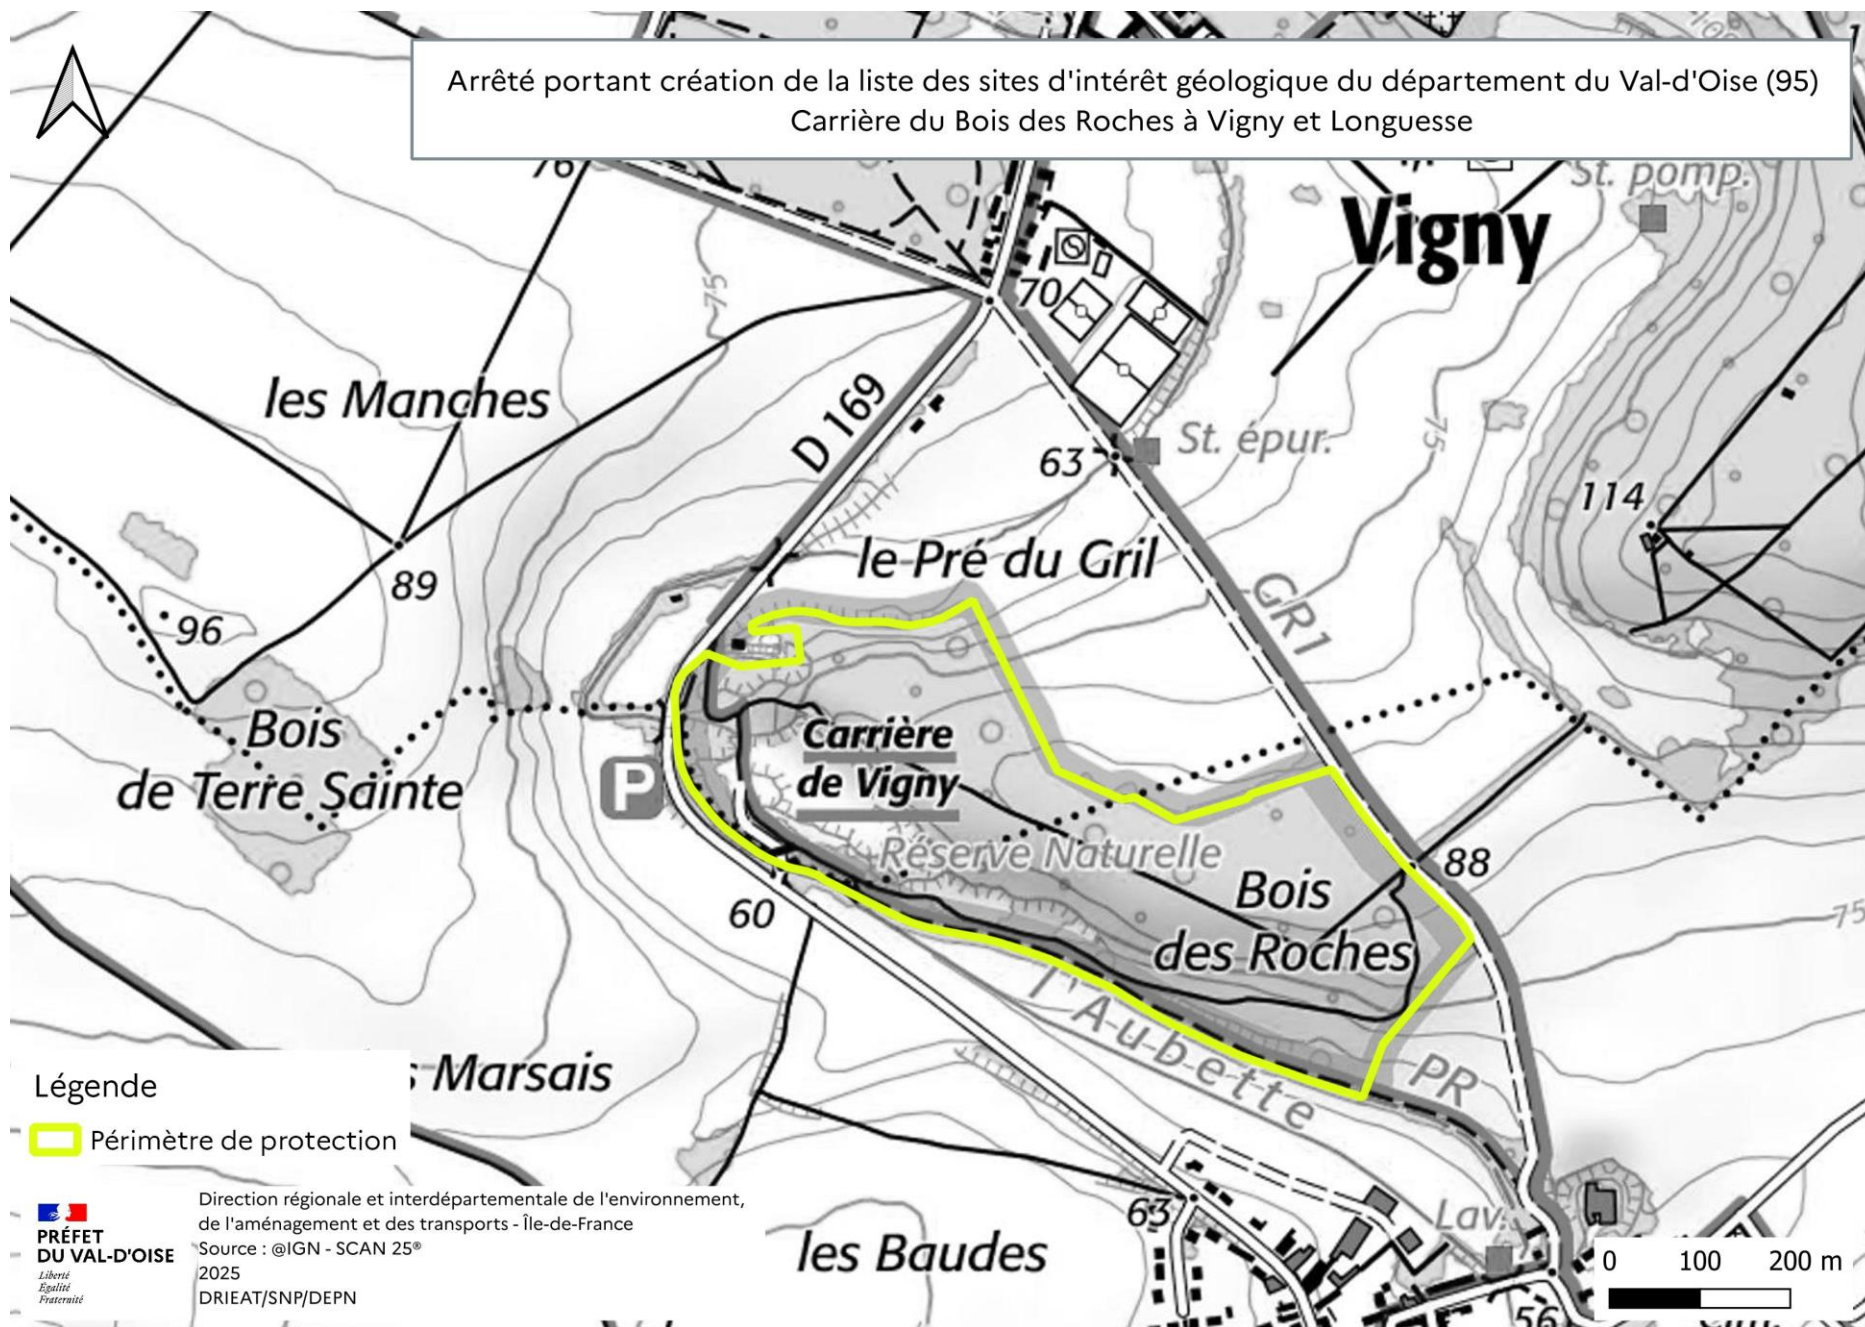 Arrêté portant création de la liste des sites d'intérêt géologique du département du Val-d'Oise (95)
Carrière du Bois des Roches à Vigny et Longuesse
76
St. pomp.
Vigny
75
70
les Manches
D 169
63
St. épur.
75
114
le Pré du Gril
89
GR1
96
Bois
de Terre Sainte
P
Carrière
de Vigny
Réserve Naturelle
88
Bois
des Roches
60
75
l'Aubette
PR
s Marsais
Légende
Périmètre de protection
63
Lav.
les Baudes
56
0 100 200 m
PRÉFET
DU VAL-D'OISE
Liberté
Égalité
Fraternité
Direction régionale et interdépartementale de l'environnement,
de l'aménagement et des transports - Île-de-France
Source : @IGN - SCAN 25®
2025
DRIEAT/SNP/DEPN